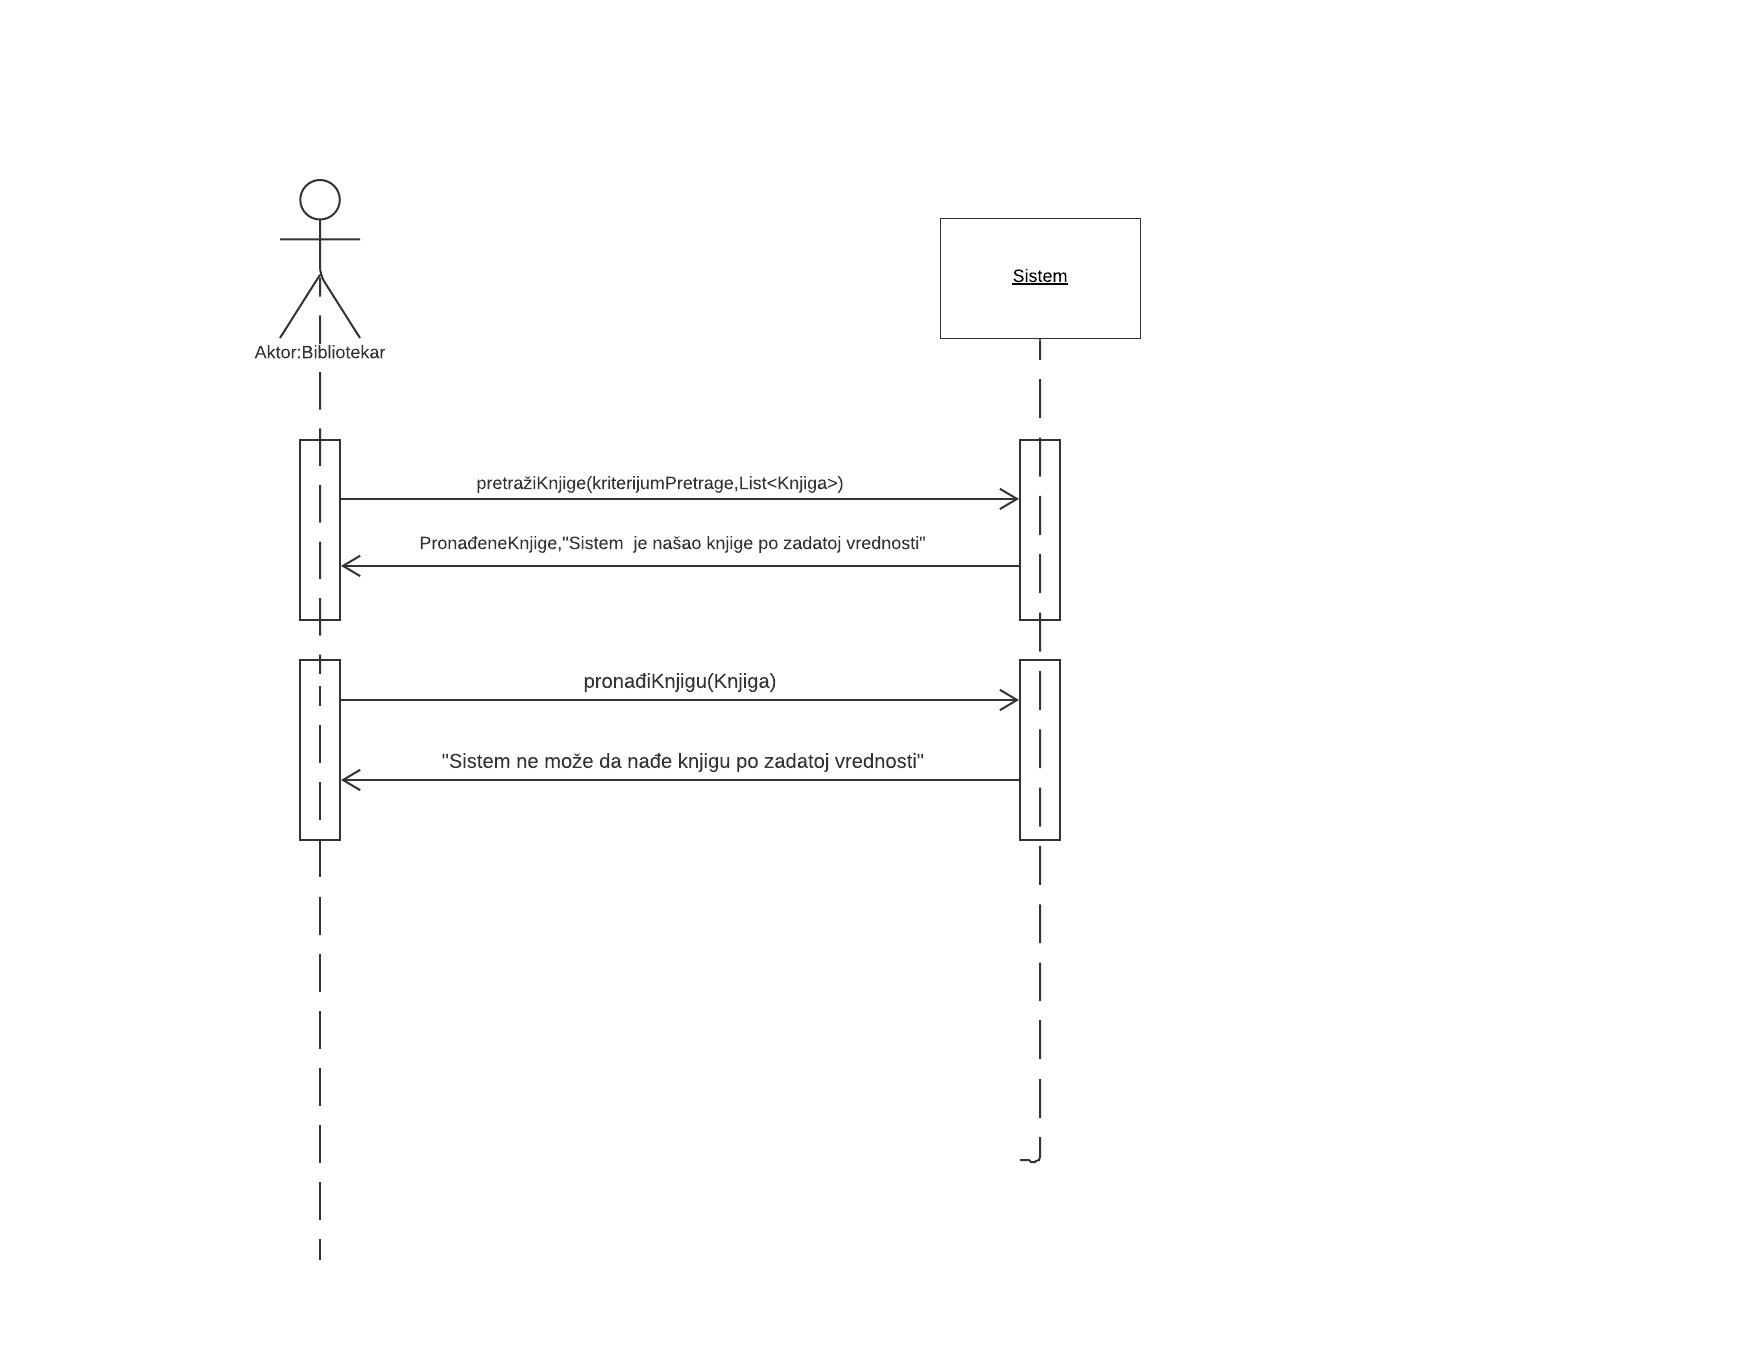 Sistem
Aktor:Bibliotekar
pretražiKnjige(kriterijumPretrage,List<Knjiga>)
PronađeneKnjige,"Sistem  je našao knjige po zadatoj vrednosti"
pronađiKnjigu(Knjiga)
"Sistem ne može da nađe knjigu po zadatoj vrednosti"